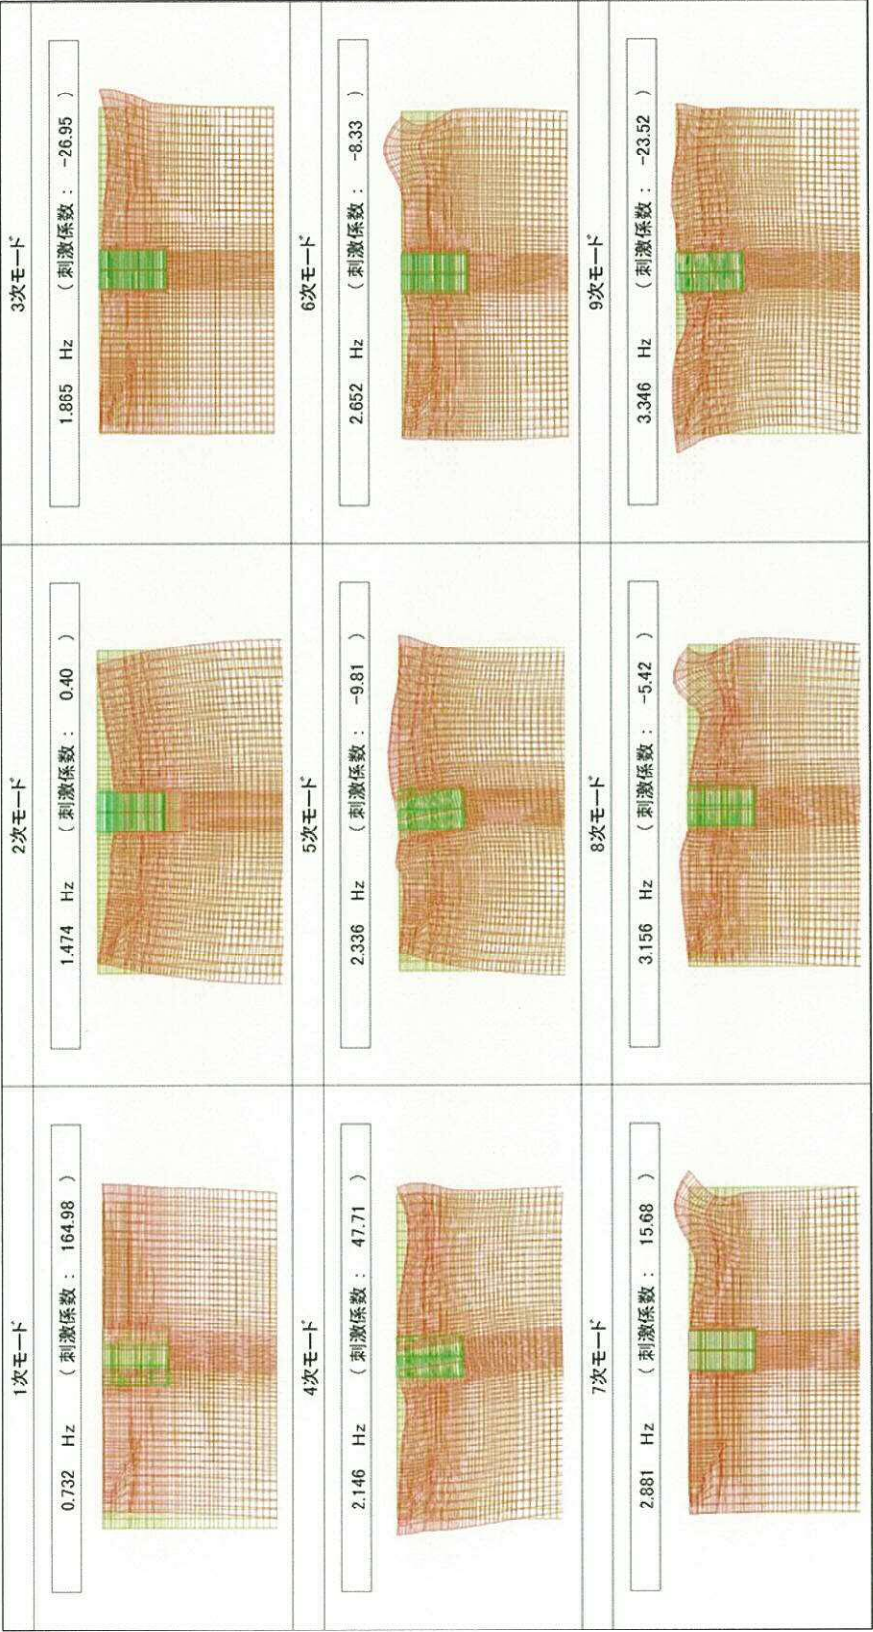 1次モード
0.732 Hz (刺激係数: 164.98 )
2次モード
1.474 Hz (刺激係数: 0.40 )
3次モード
1.865 Hz (刺激係数: -26.95 )
4次モード
2.146 Hz (刺激係数: 47.71 )
5次モード
2.336 Hz (刺激係数: -9.81 )
6次モード
2.652 Hz (刺激係数: -8.33 )
7次モード
2.881 Hz (刺激係数: 15.68 )
8次モード
3.156 Hz (刺激係数: -5.42 )
9次モード
3.346 Hz (刺激係数: -23.52 )